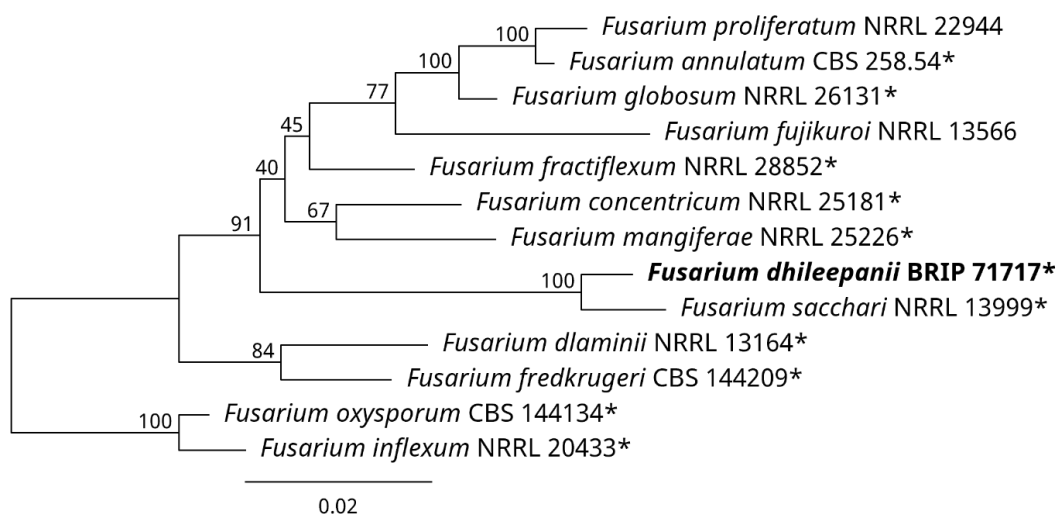 100 Fusarium proliferatum NRRL 22944
100 Fusarium annulatum CBS 258.54*
77 Fusarium globosum NRRL 26131*
45 Fusarium fujikuroi NRRL 13566
40 Fusarium fractiflexum NRRL 28852*
91 67 Fusarium concentricum NRRL 25181*
Fusarium mangiferae NRRL 25226*
100 Fusarium dhileepanii BRIP 71717*
Fusarium sacchari NRRL 13999*
84 Fusarium dlaminii NRRL 13164*
Fusarium fredkrugeri CBS 144209*
100 Fusarium oxysporum CBS 144134*
Fusarium inflexum NRRL 20433*
0.02